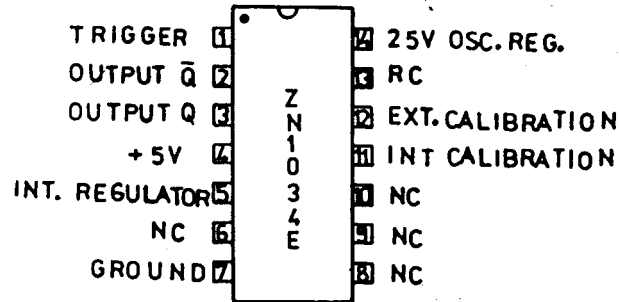 TRIGGER 1 14 25V OSC. REG.
OUTPUT Q̄ 2 13 RC
OUTPUT Q 3 12 EXT. CALIBRATION
+5V 4 11 INT CALIBRATION
INT. REGULATOR 5 10 NC
NC 6 9 NC
GROUND 7 8 NC
ZN1034E